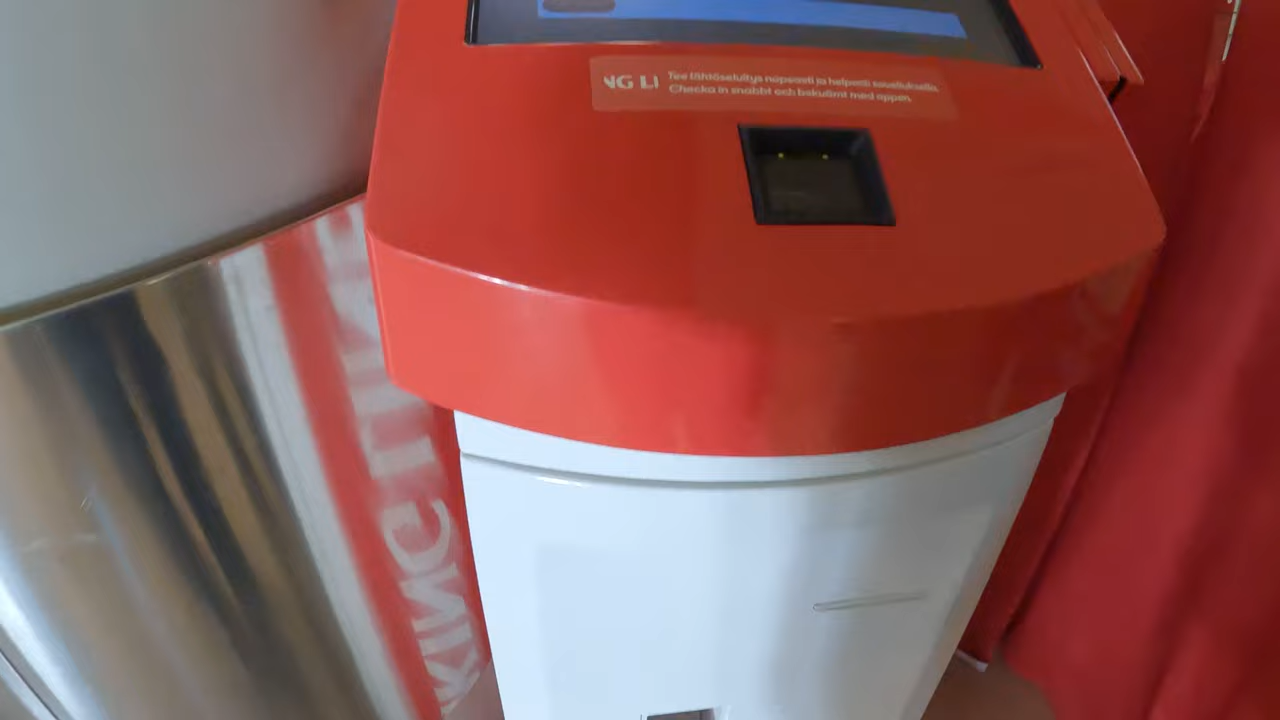 NG LI
Tee lähtöselvitys nopeasti ja helposti sovelluksella.
Checka in snabbt och bekvämt med appen.